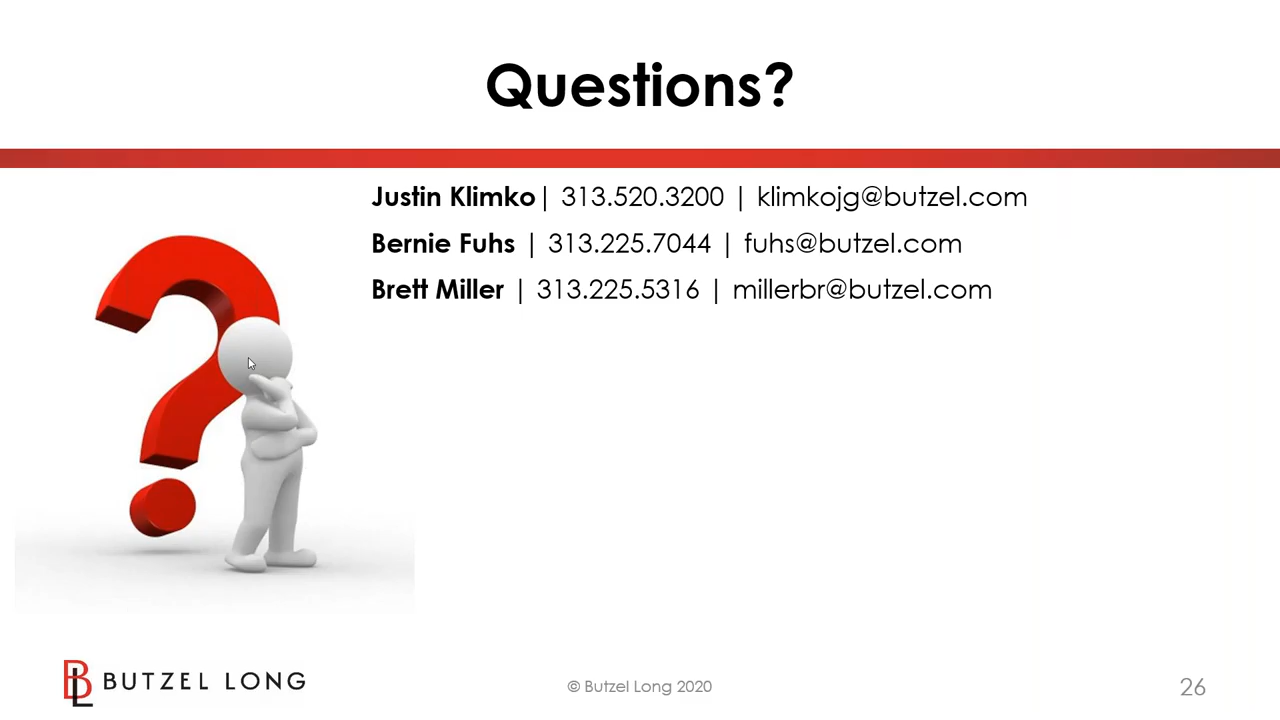 Questions?
Justin Klimko| 313.520.3200 | klimkojg@butzel.com
Bernie Fuhs | 313.225.7044 | fuhs@butzel.com
Brett Miller | 313.225.5316 | millerbr@butzel.com
BL BUTZEL LONG
© Butzel Long 2020
26